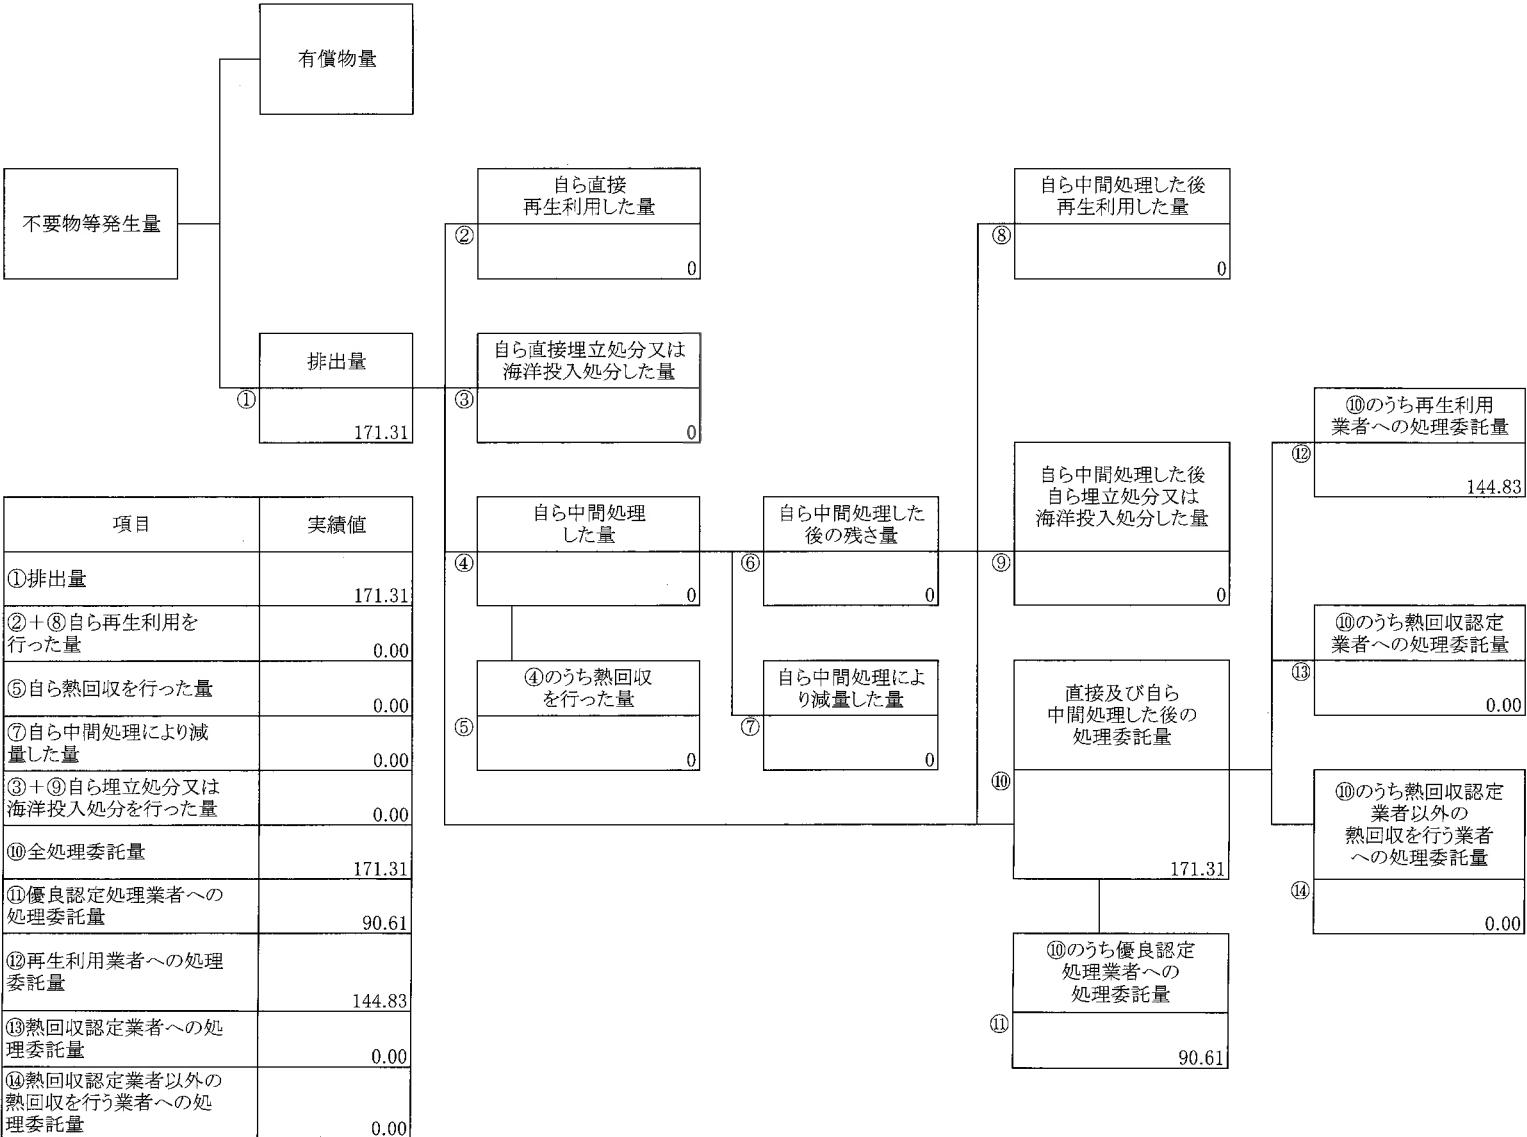 有償物量
不要物等発生量
排出量
①
171.31
自ら直接
再生利用した量
②
0
自ら直接埋立処分又は
海洋投入処分した量
③
0
自ら中間処理
した量
④
0
④のうち熱回収
を行った量
⑤
0
自ら中間処理した
後の残さ量
⑥
0
自ら中間処理によ
り減量した量
⑦
0
自ら中間処理した後
再生利用した量
⑧
0
自ら中間処理した後
自ら埋立処分又は
海洋投入処分した量
⑨
0
直接及び自ら
中間処理した後の
処理委託量
⑩
171.31
⑩のうち優良認定
処理業者への
処理委託量
⑪
90.61
⑩のうち再生利用
業者への処理委託量
⑫
144.83
⑩のうち熱回収認定
業者への処理委託量
⑬
0.00
⑩のうち熱回収認定
業者以外の
熱回収を行う業者
への処理委託量
⑭
0.00
項目 実績値
①排出量
171.31
②＋⑧自ら再生利用を
行った量
0.00
⑤自ら熱回収を行った量
0.00
⑦自ら中間処理により減
量した量
0.00
③＋⑨自ら埋立処分又は
海洋投入処分を行った量
0.00
⑩全処理委託量
171.31
⑪優良認定処理業者への
処理委託量
90.61
⑫再生利用業者への処理
委託量
144.83
⑬熱回収認定業者への処
理委託量
0.00
⑭熱回収認定業者以外の
熱回収を行う業者への処
理委託量
0.00